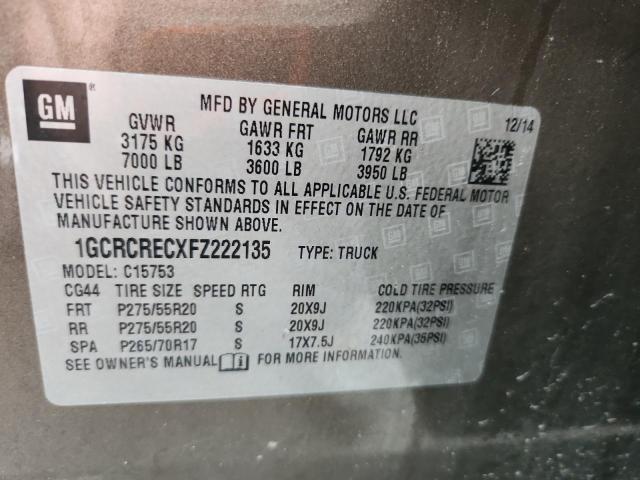 GM ®
MFD BY GENERAL MOTORS LLC
12/14
GVWR GAWR FRT GAWR RR
3175 KG 1633 KG 1792 KG
7000 LB 3600 LB 3950 LB
THIS VEHICLE CONFORMS TO ALL APPLICABLE U.S. FEDERAL MOTOR
VEHICLE SAFETY STANDARDS IN EFFECT ON THE DATE OF
MANUFACTURE SHOWN ABOVE.
1GCRCRECXFZ222135 TYPE: TRUCK
MODEL: C15753
CG44 TIRE SIZE SPEED RTG RIM COLD TIRE PRESSURE
FRT P275/55R20 S 20X9J 220KPA(32PSI)
RR P275/55R20 S 20X9J 220KPA(32PSI)
SPA P265/70R17 S 17X7.5J 240KPA(35PSI)
SEE OWNER'S MANUAL FOR MORE INFORMATION.